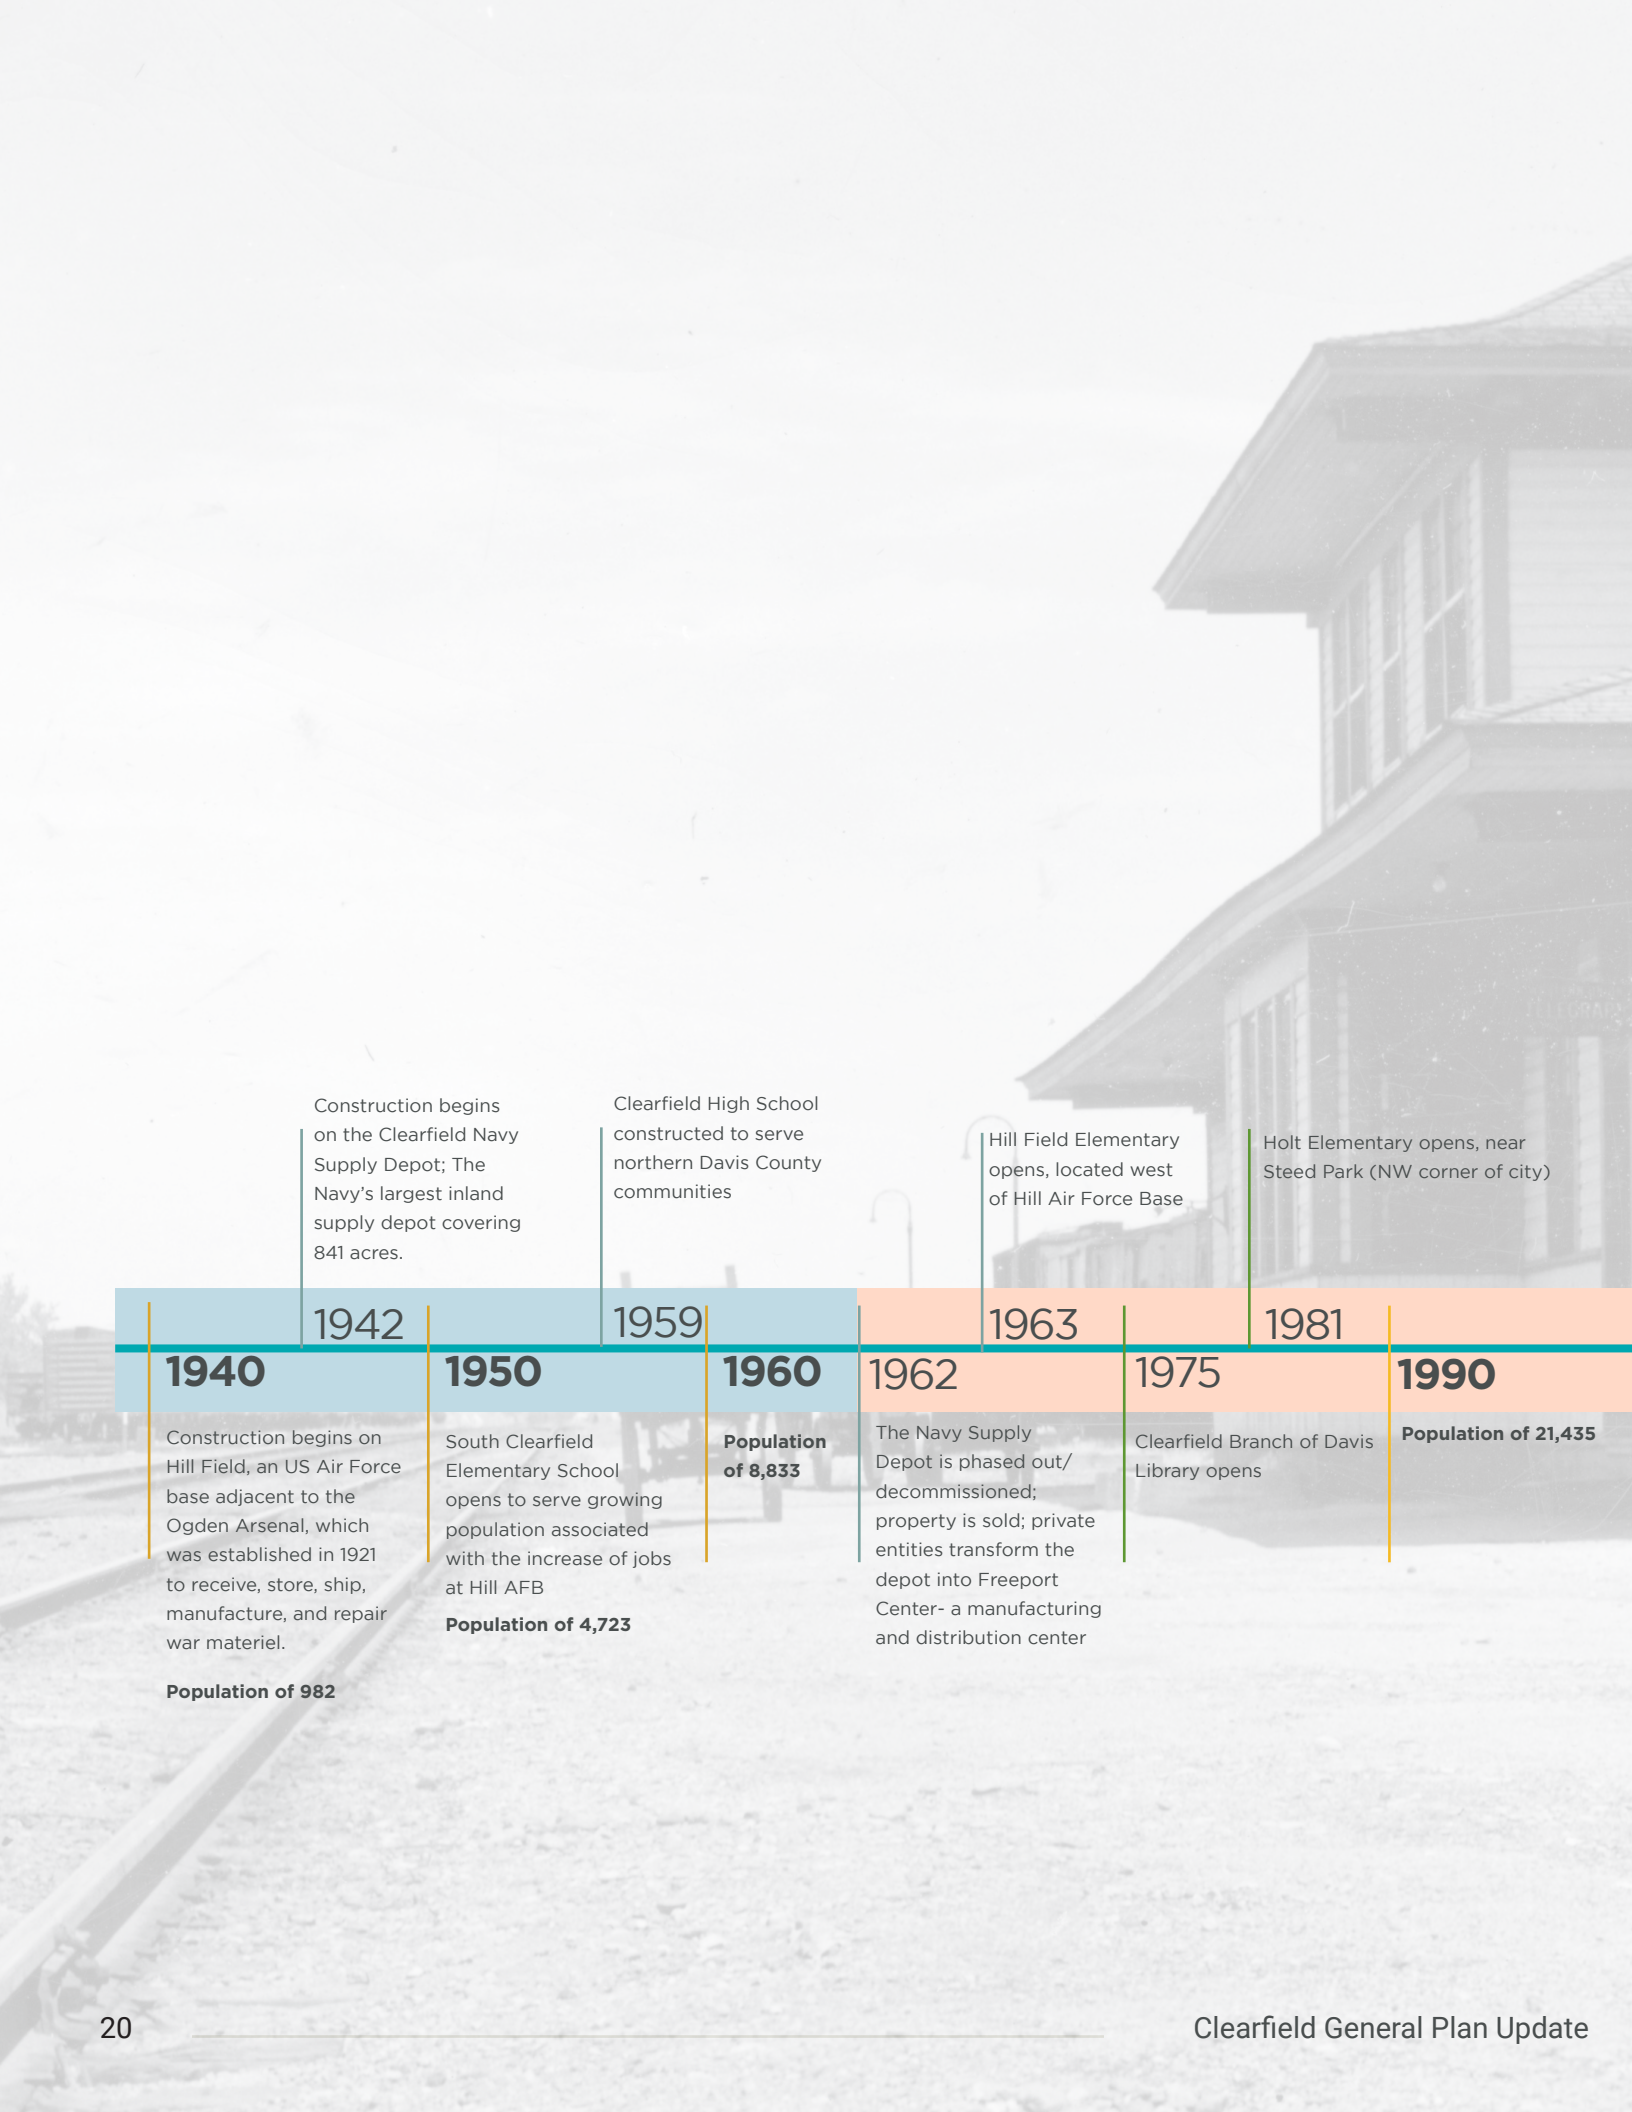 Construction begins
on the Clearfield Navy
Supply Depot; The
Navy's largest inland
supply depot covering
841 acres.
Clearfield High School
constructed to serve
northern Davis County
communities
Hill Field Elementary
opens, located west
of Hill Air Force Base
Holt Elementary opens, near
Steed Park (NW corner of city)
1942
1959
1963
1981
1940
1950
1960
1962
1975
1990
Construction begins on
Hill Field, an US Air Force
base adjacent to the
Ogden Arsenal, which
was established in 1921
to receive, store, ship,
manufacture, and repair
war materiel.
Population of 982
South Clearfield
Elementary School
opens to serve growing
population associated
with the increase of jobs
at Hill AFB
Population of 4,723
Population
of 8,833
The Navy Supply
Depot is phased out/
decommissioned;
property is sold; private
entities transform the
depot into Freeport
Center- a manufacturing
and distribution center
Clearfield Branch of Davis
Library opens
Population of 21,435
20
Clearfield General Plan Update